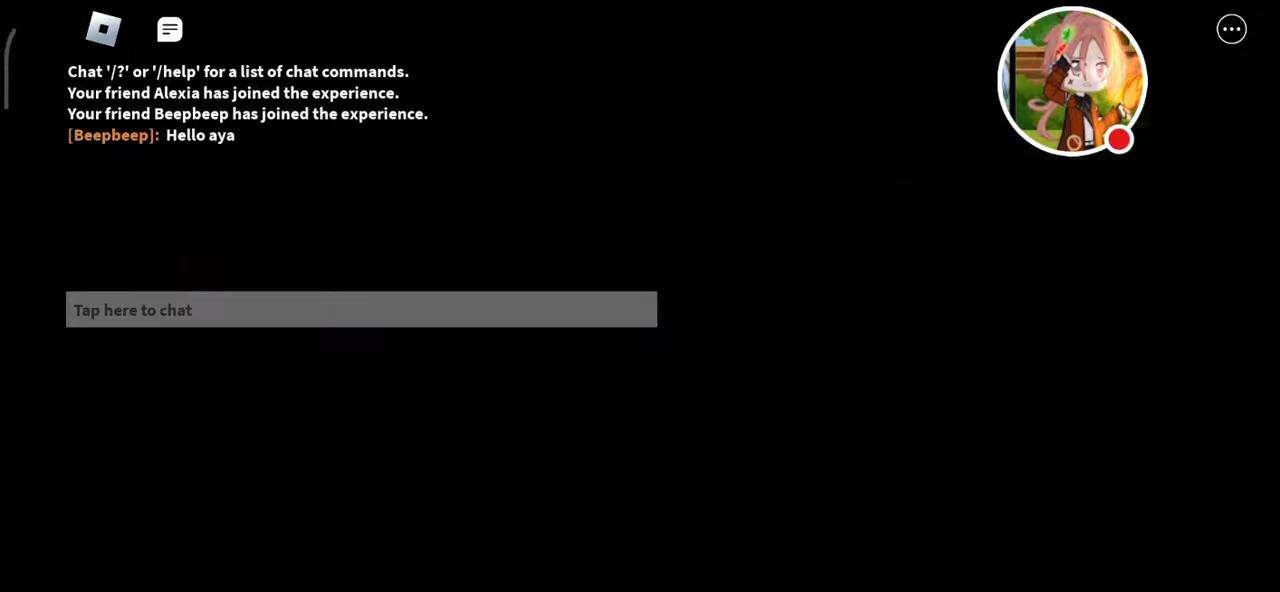 Chat '/?' or '/help' for a list of chat commands.
Your friend Alexia has joined the experience.
Your friend Beepbeep has joined the experience.
[Beepbeep]: Hello aya
Tap here to chat